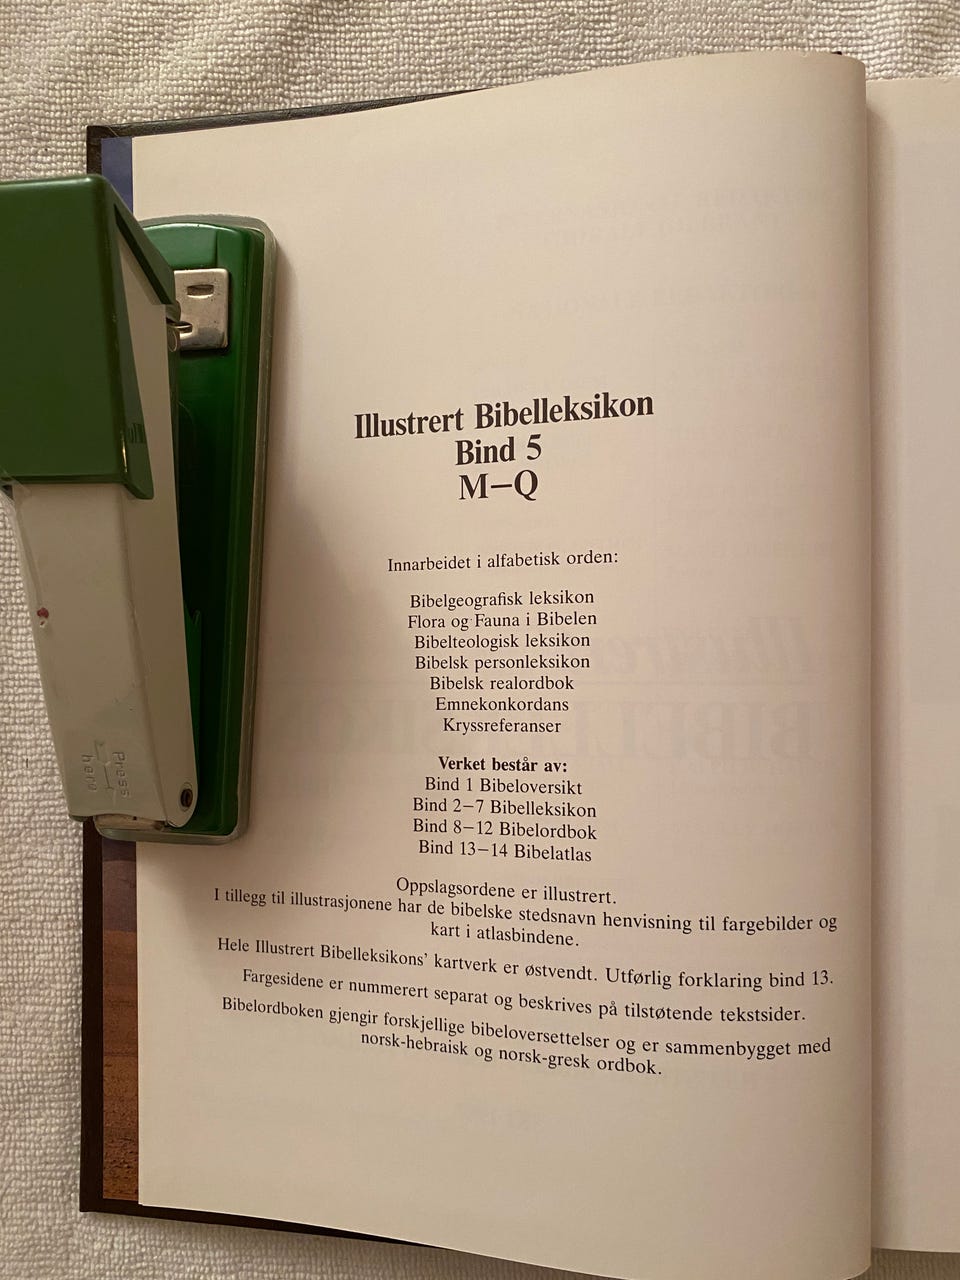 Illustrert Bibelleksikon
Bind 5
M–Q
Innarbeidet i alfabetisk orden:
Bibelgeografisk leksikon
Flora og Fauna i Bibelen
Bibelteologisk leksikon
Bibelsk personleksikon
Bibelsk realordbok
Emnekonkordans
Kryssreferanser
Verket består av:
Bind 1 Bibeloversikt
Bind 2–7 Bibelleksikon
Bind 8–12 Bibelordbok
Bind 13–14 Bibelatlas
Oppslagsordene er illustrert.
I tillegg til illustrasjonene har de bibelske stedsnavn henvisning til fargebilder og
kart i atlasbindene.
Hele Illustrert Bibelleksikons' kartverk er østvendt. Utførlig forklaring bind 13.
Fargesidene er nummerert separat og beskrives på tilstøtende tekstsider.
Bibelordboken gjengir forskjellige bibeloversettelser og er sammenbygget med
norsk-hebraisk og norsk-gresk ordbok.
Press
here